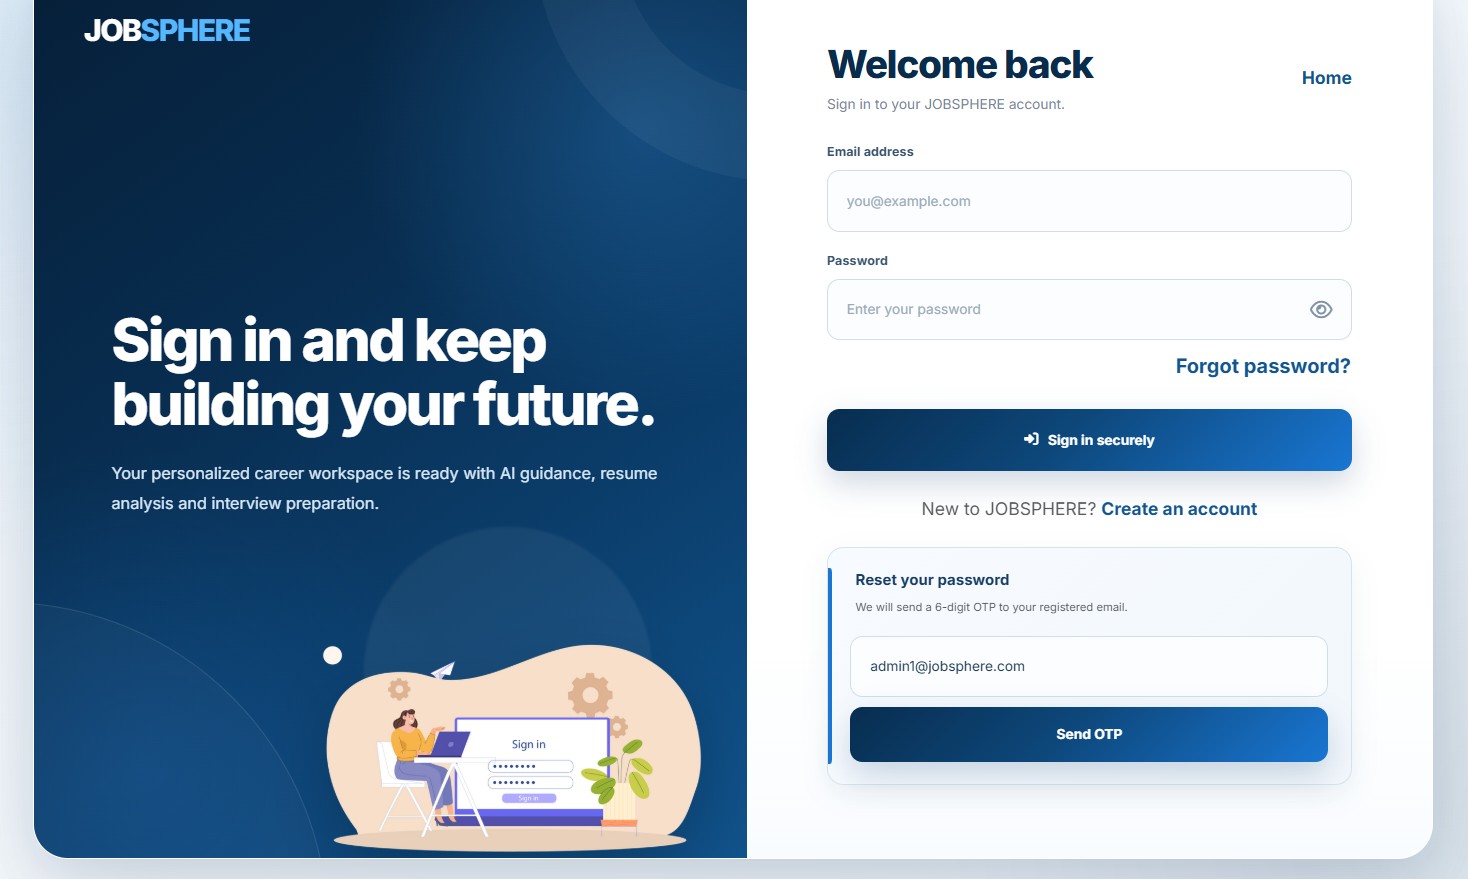 JOBSPHERE
Sign in and keep
building your future.
Your personalized career workspace is ready with AI guidance, resume
analysis and interview preparation.
Sign in
Sign in
Welcome back
Home
Sign in to your JOBSPHERE account.
Email address
you@example.com
Password
Enter your password
Forgot password?
Sign in securely
New to JOBSPHERE? Create an account
Reset your password
We will send a 6-digit OTP to your registered email.
admin1@jobsphere.com
Send OTP